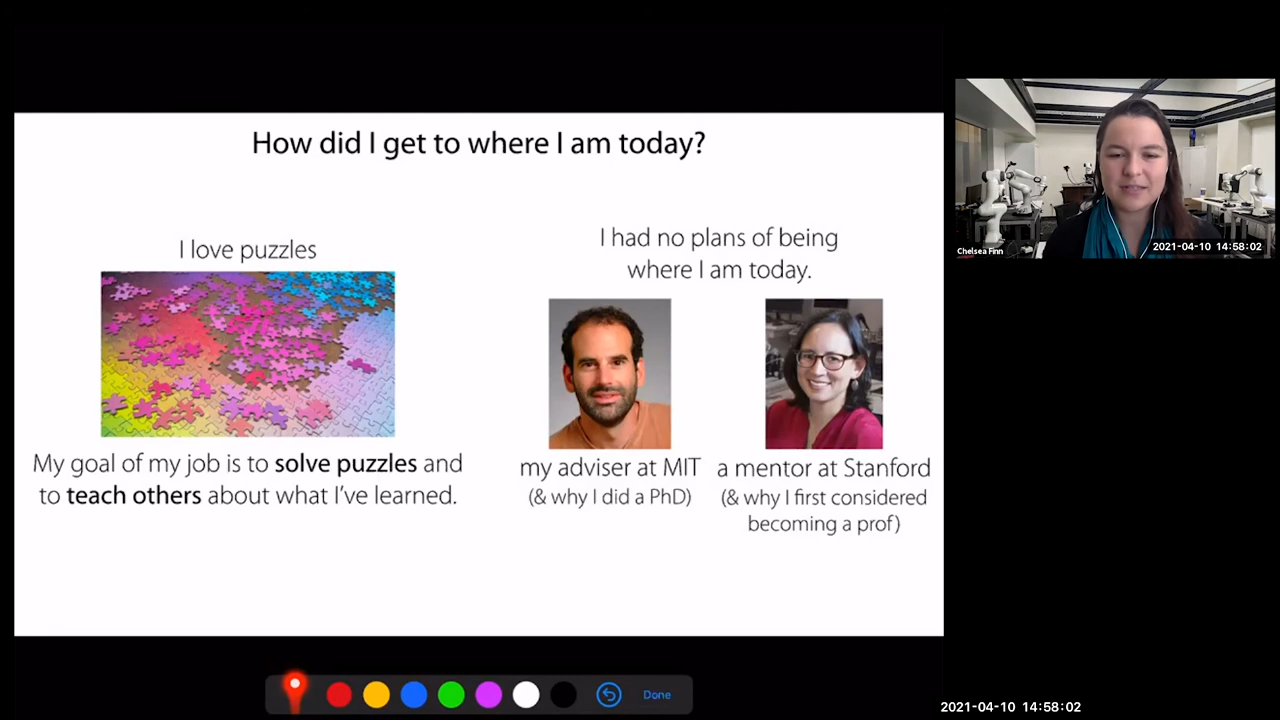 How did I get to where I am today?
I love puzzles
My goal of my job is to solve puzzles and
to teach others about what I've learned.
I had no plans of being
where I am today.
my adviser at MIT
(& why I did a PhD)
a mentor at Stanford
(& why I first considered
becoming a prof)
Chelsea Finn
2021-04-10 14:58:02
Done
2021-04-10 14:58:02